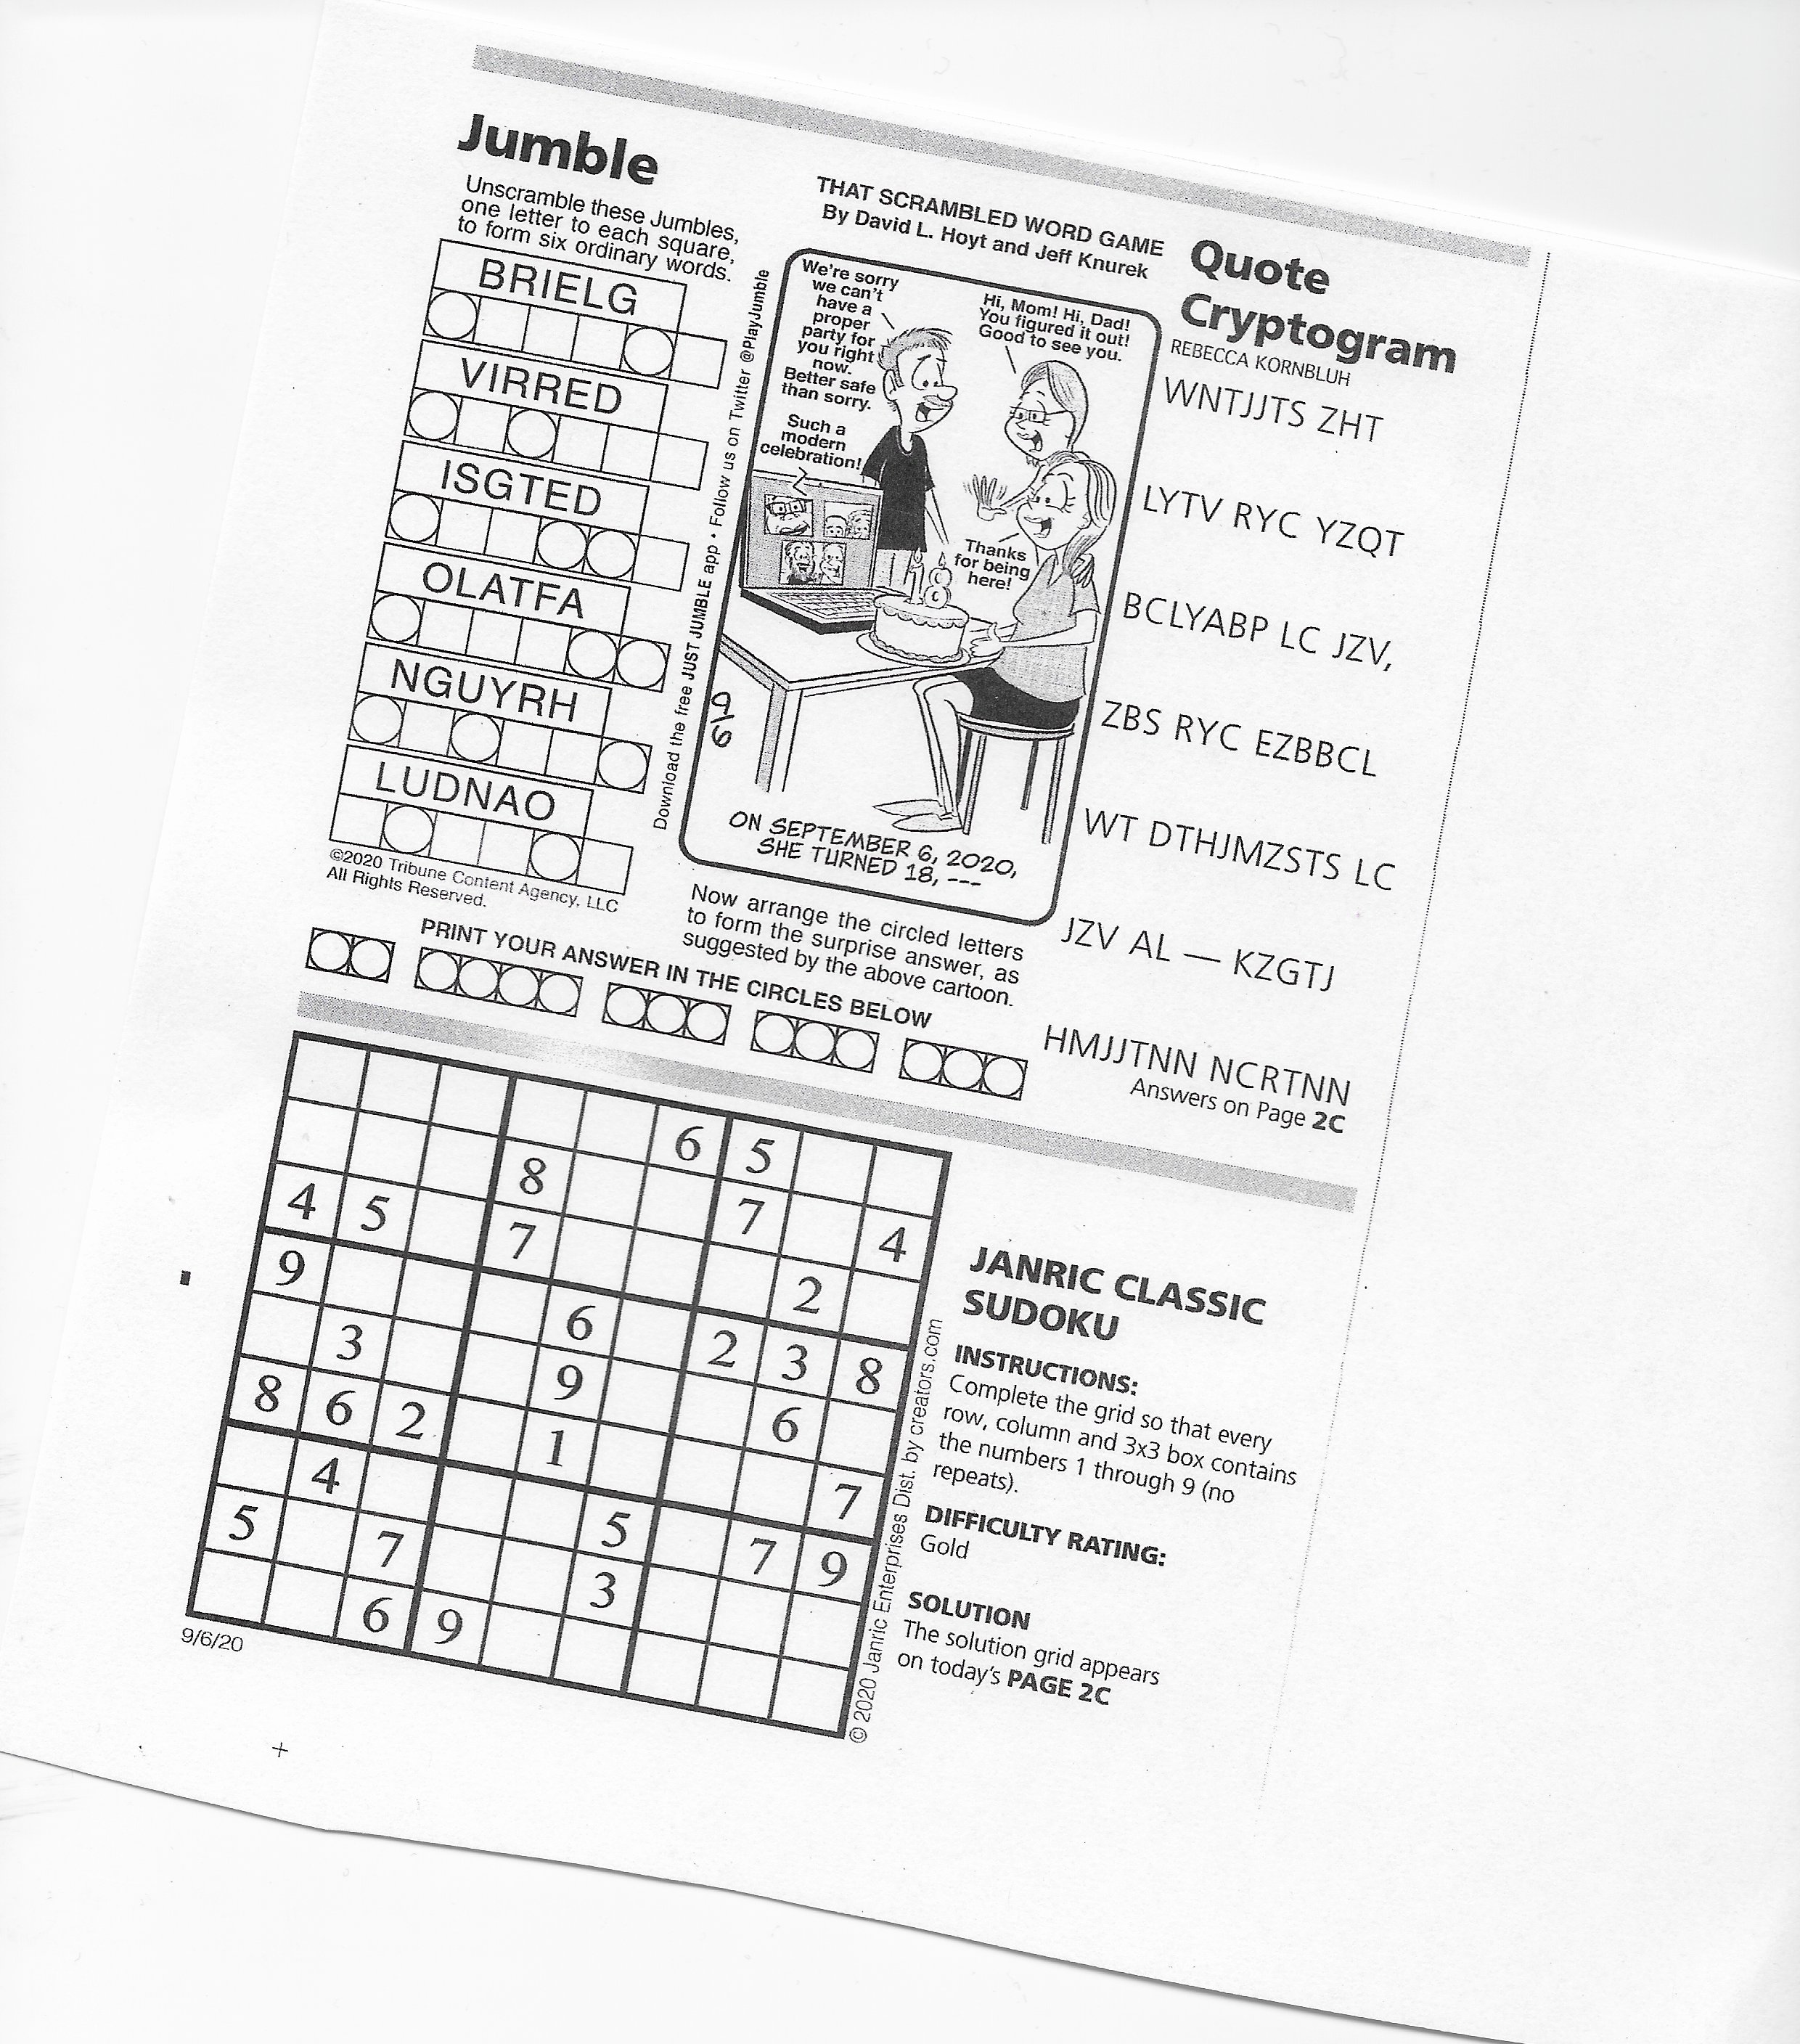 Jumble
Unscramble these Jumbles,
one letter to each square,
to form six ordinary words.
BRIELG
VIRRED
ISGTED
OLATFA
NGUYRH
LUDNAO
©2020 Tribune Content Agency, LLC
All Rights Reserved.
Download the free JUST JUMBLE app • Follow us on Twitter @PlayJumble
THAT SCRAMBLED WORD GAME
By David L. Hoyt and Jeff Knurek
We're sorry
we can't
have a
proper
party for
you right
now.
Better safe
than sorry.
Such a
modern
celebration!
Hi, Mom! Hi, Dad!
You figured it out!
Good to see you.
Thanks
for being
here!
18
9/6
ON SEPTEMBER 6, 2020,
SHE TURNED 18, ---
Now arrange the circled letters
to form the surprise answer, as
suggested by the above cartoon.
PRINT YOUR ANSWER IN THE CIRCLES BELOW
Quote
Cryptogram
REBECCA KORNBLUH
WNTJJTS ZHT
LYTV RYC YZQT
BCLYABP LC JZV,
ZBS RYC EZBBCL
WT DTHJMZSTS LC
JZV AL — KZGTJ
HMJJTNN NCRTNN
Answers on Page 2C
6 5
8 7 4
4 5 7 2
9 6 2 3 8
3 9 6
8 6 2 1 7
4 5 7 9
5 7 3
6 9
9/6/20
© 2020 Janric Enterprises Dist. by creators.com
JANRIC CLASSIC
SUDOKU
INSTRUCTIONS:
Complete the grid so that every
row, column and 3x3 box contains
the numbers 1 through 9 (no
repeats).
DIFFICULTY RATING:
Gold
SOLUTION
The solution grid appears
on today's PAGE 2C